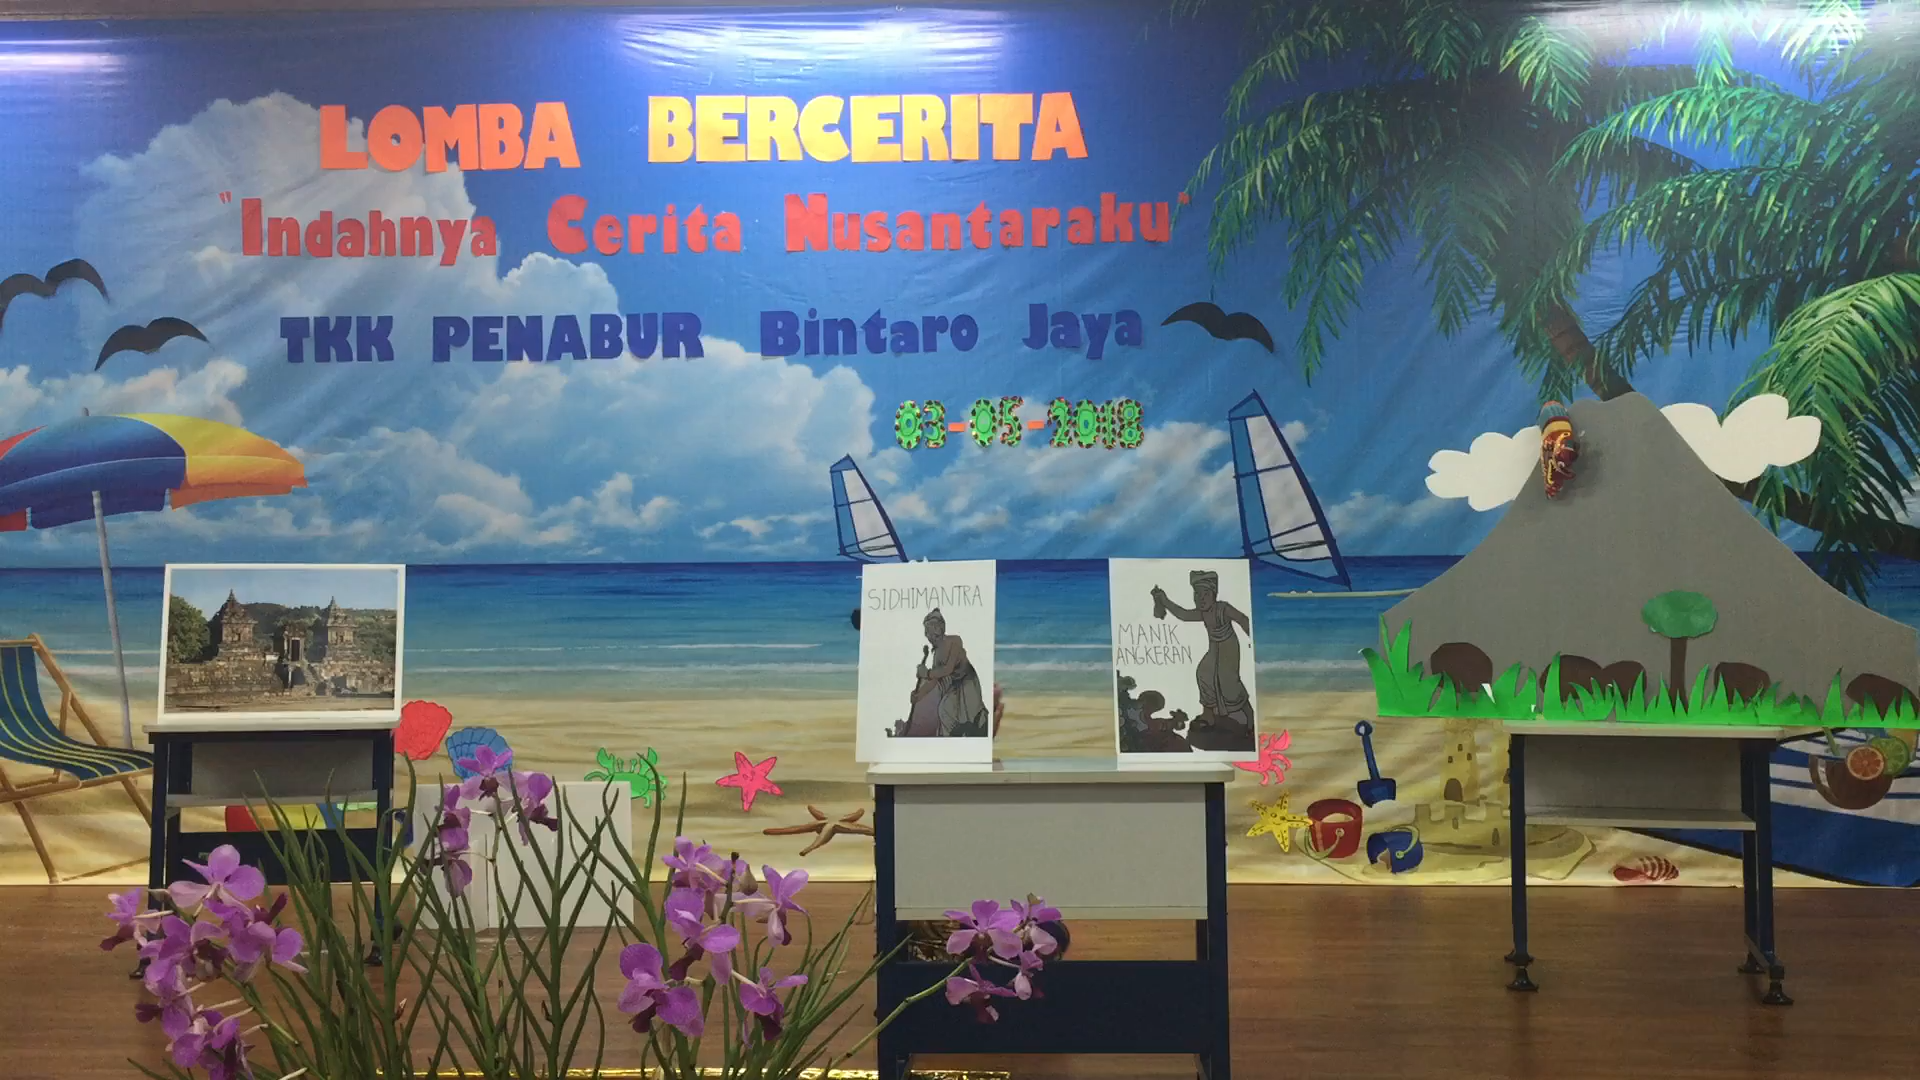 LOMBA BERCERITA
"Indahnya Cerita Nusantaraku"
TKK PENABUR Bintaro Jaya
03-05-2018
SIDHIMANTRA
MANIK
ANGKERAN